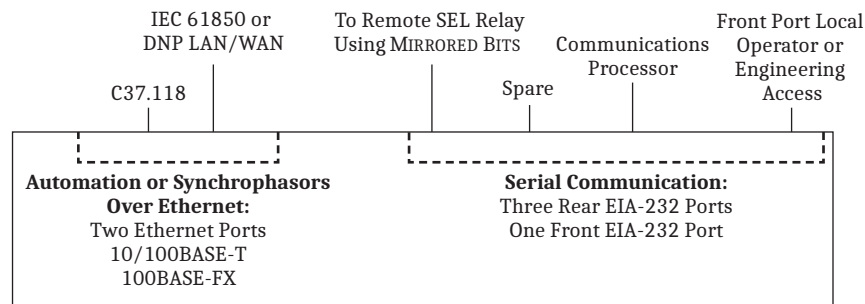 IEC 61850 or
DNP LAN/WAN
C37.118
To Remote SEL Relay
Using MIRRORED BITS
Spare
Communications
Processor
Front Port Local
Operator or
Engineering
Access
Automation or Synchrophasors
Over Ethernet:
Two Ethernet Ports
10/100BASE-T
100BASE-FX
Serial Communication:
Three Rear EIA-232 Ports
One Front EIA-232 Port